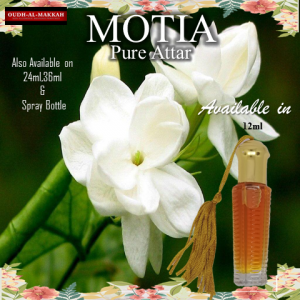 OUDH-AL-MAKKAH
MOTIA
Pure Attar
Also Available on
24ml,36ml
&
Spray Bottle
Available in
12ml